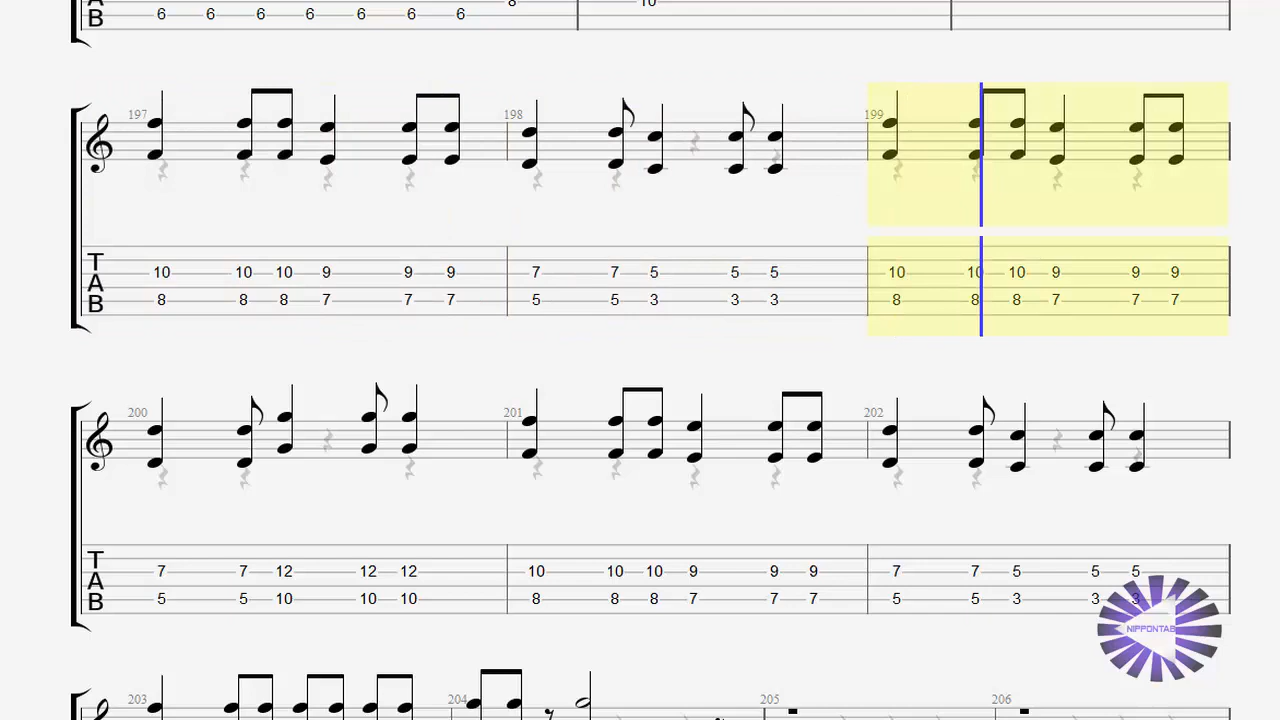 6 6 6 6 6 6 6 8 10
197 198 199
T 10 10 10 9 9 9 7 7 5 5 5 10 10 10 9 9 9
A
B 8 8 8 7 7 7 5 5 3 3 3 8 8 8 7 7 7
200 201 202
T
A 7 7 12 12 12 10 10 10 9 9 9 7 7 5 5 5
B 5 5 10 10 10 8 8 8 7 7 7 5 5 3 3 3
NIPPONTAB
203 204 205 206